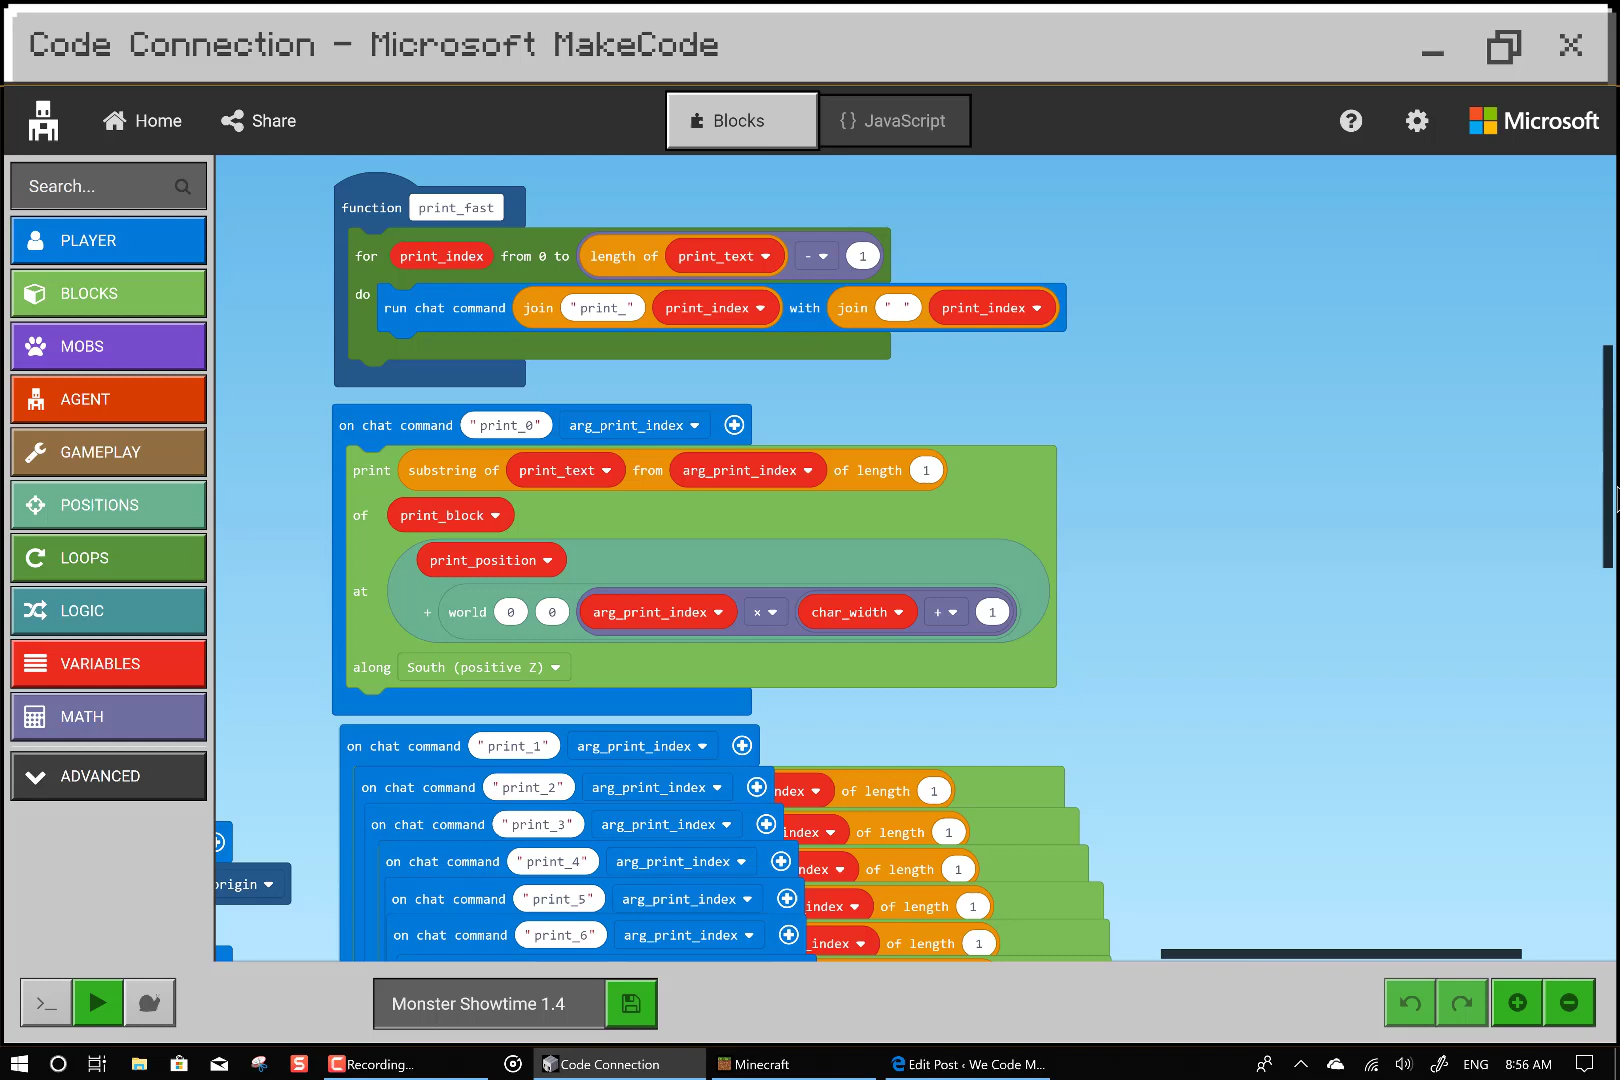 Code Connection - Microsoft MakeCode
Home
Share
Blocks
{} JavaScript
Microsoft
Search...
PLAYER
BLOCKS
MOBS
AGENT
GAMEPLAY
POSITIONS
LOOPS
LOGIC
VARIABLES
MATH
ADVANCED
function print_fast
for print_index from 0 to length of print_text - 1
do run chat command join "print_" print_index with join " " print_index
on chat command "print_0" arg_print_index
print substring of print_text from arg_print_index of length 1
of print_block
at print_position
+ world 0 0 arg_print_index × char_width + 1
along South (positive Z)
on chat command "print_1" arg_print_index
on chat command "print_2" arg_print_index
of length 1
on chat command "print_3" arg_print_index
of length 1
on chat command "print_4" arg_print_index
of length 1
on chat command "print_5" arg_print_index
of length 1
on chat command "print_6" arg_print_index
of length 1
>_
Monster Showtime 1.4
Recording...
Code Connection
Minecraft
Edit Post ‹ We Code M...
ENG
8:56 AM